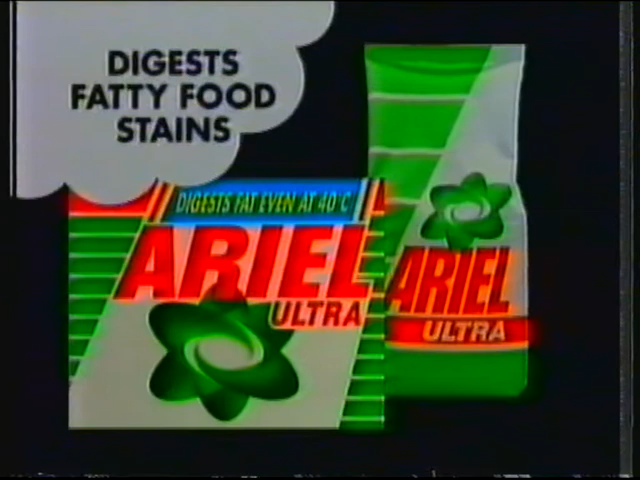 DIGESTS
FATTY FOOD
STAINS
DIGESTS FAT EVEN AT 40°C
ARIEL
ULTRA
ARIEL
ULTRA